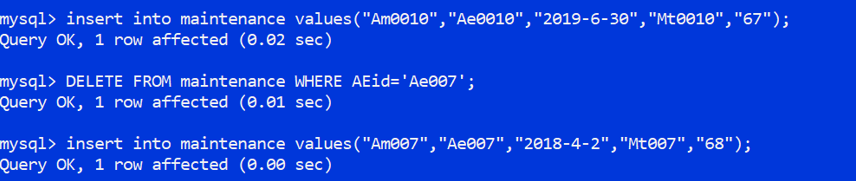 mysql> insert into maintenance values("Am0010","Ae0010","2019-6-30","Mt0010","67");
Query OK, 1 row affected (0.02 sec)
mysql> DELETE FROM maintenance WHERE AEid='Ae007';
Query OK, 1 row affected (0.01 sec)
mysql> insert into maintenance values("Am007","Ae007","2018-4-2","Mt007","68");
Query OK, 1 row affected (0.00 sec)